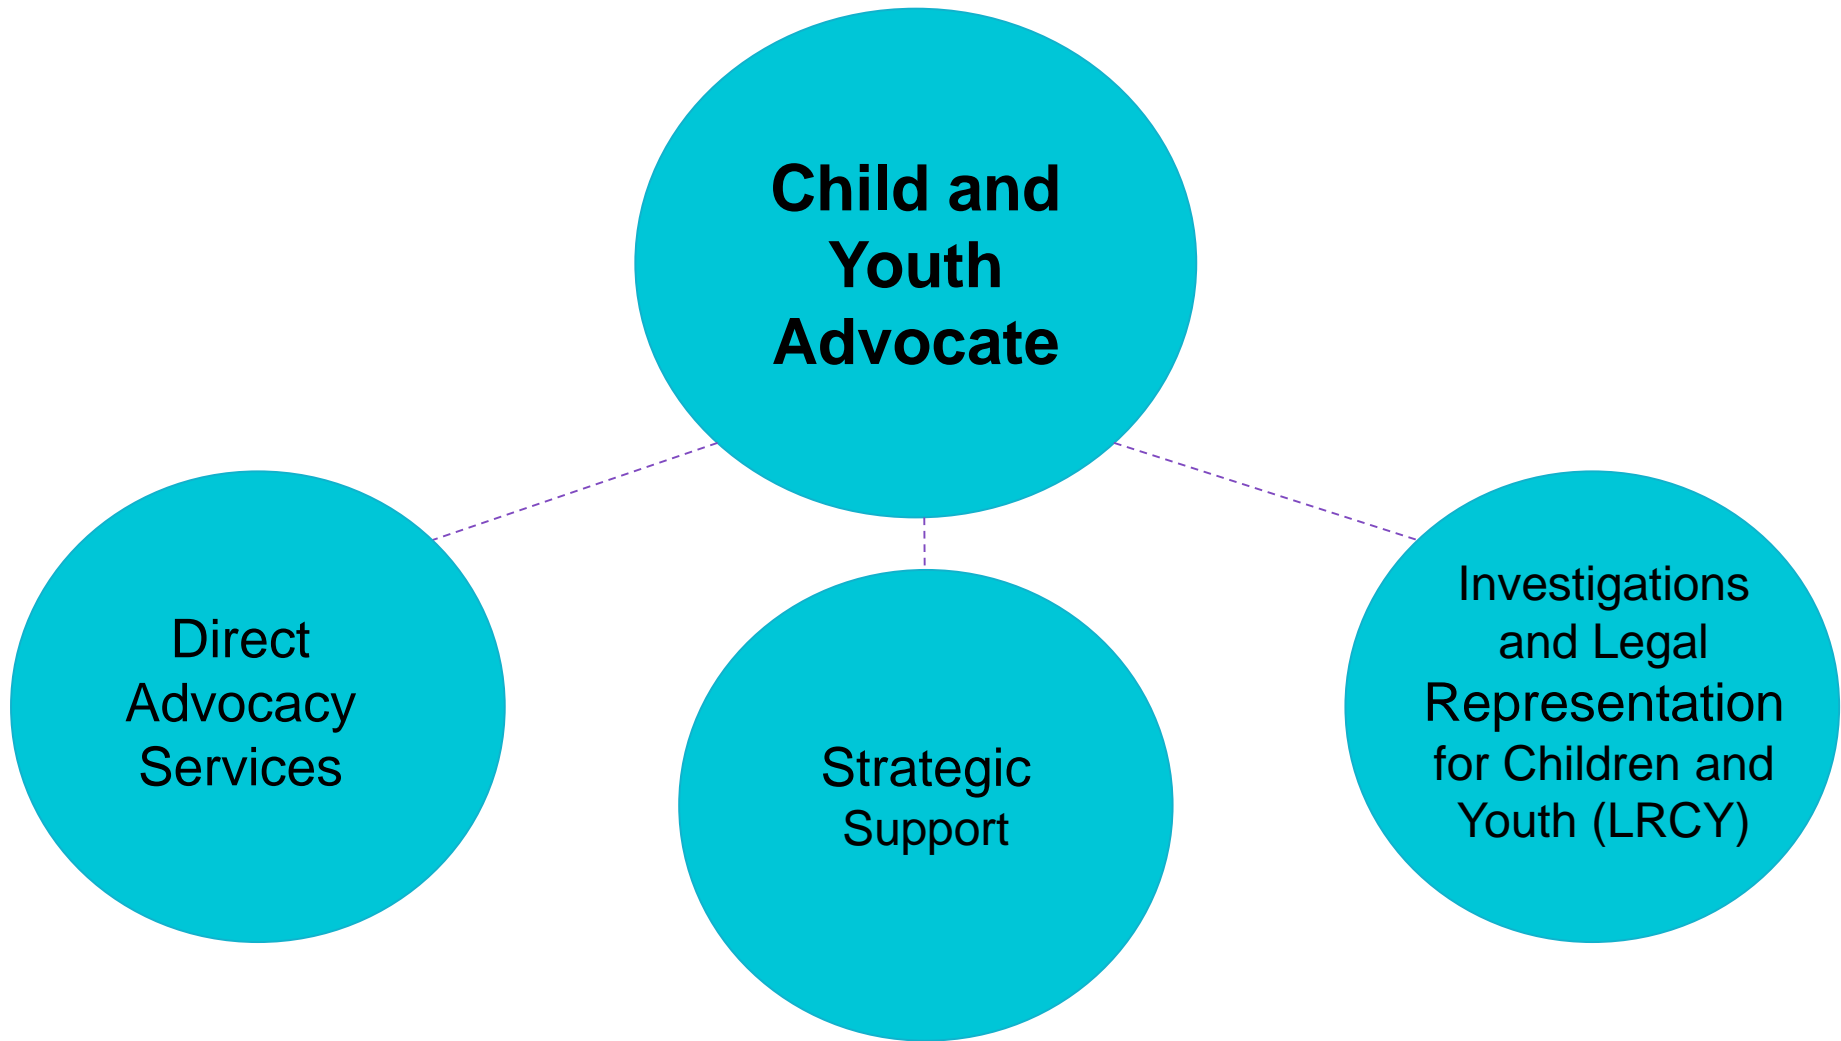 Child and
Youth
Advocate
Direct
Advocacy
Services
Strategic
Support
Investigations
and Legal
Representation
for Children and
Youth (LRCY)